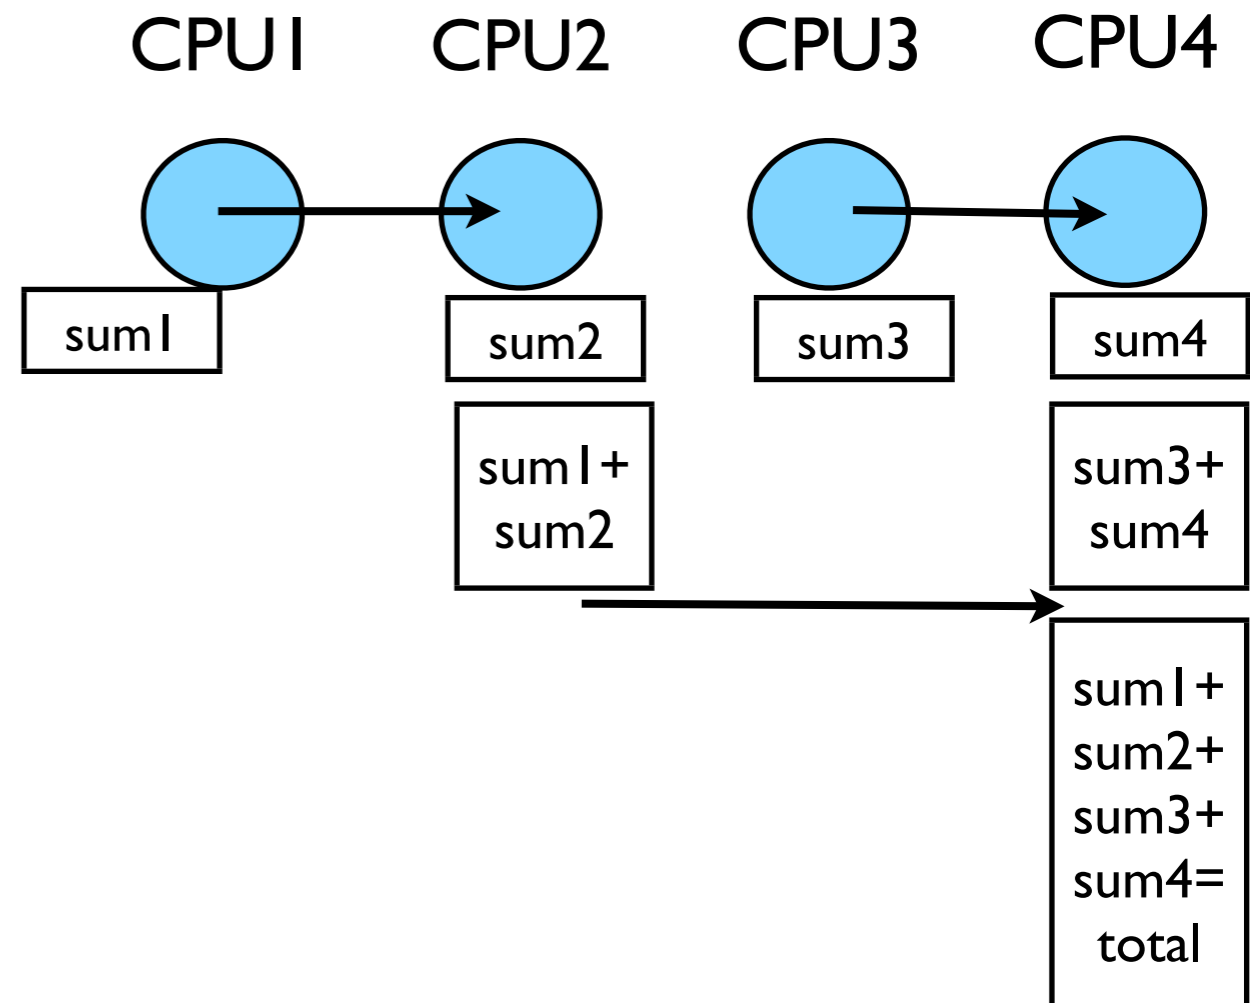 CPU1 CPU2 CPU3 CPU4
sum1 sum2 sum3 sum4
sum1+
sum2
sum3+
sum4
sum1+
sum2+
sum3+
sum4=
total